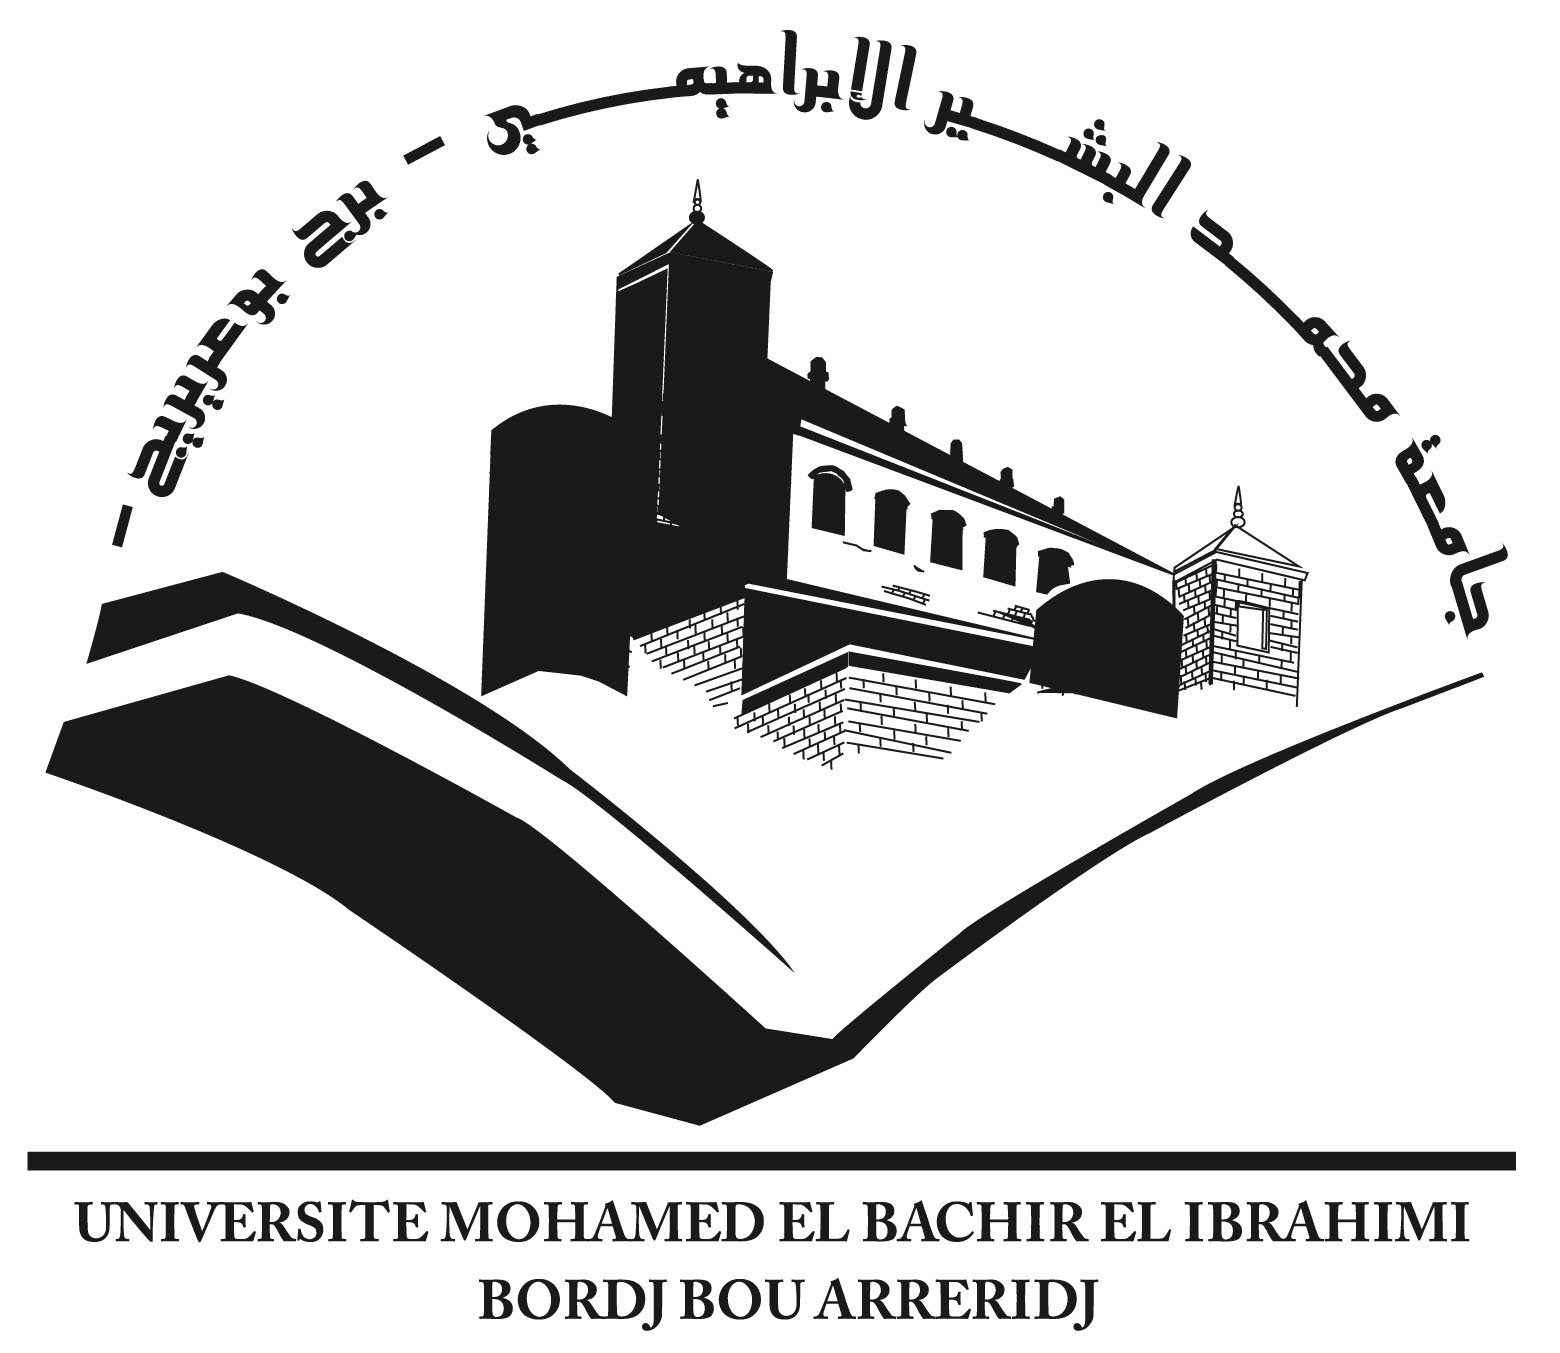 جامعة محمد البشير الإبراهيمي - برج بوعريريج -
UNIVERSITE MOHAMED EL BACHIR EL IBRAHIMI
BORDJ BOU ARRERIDJ